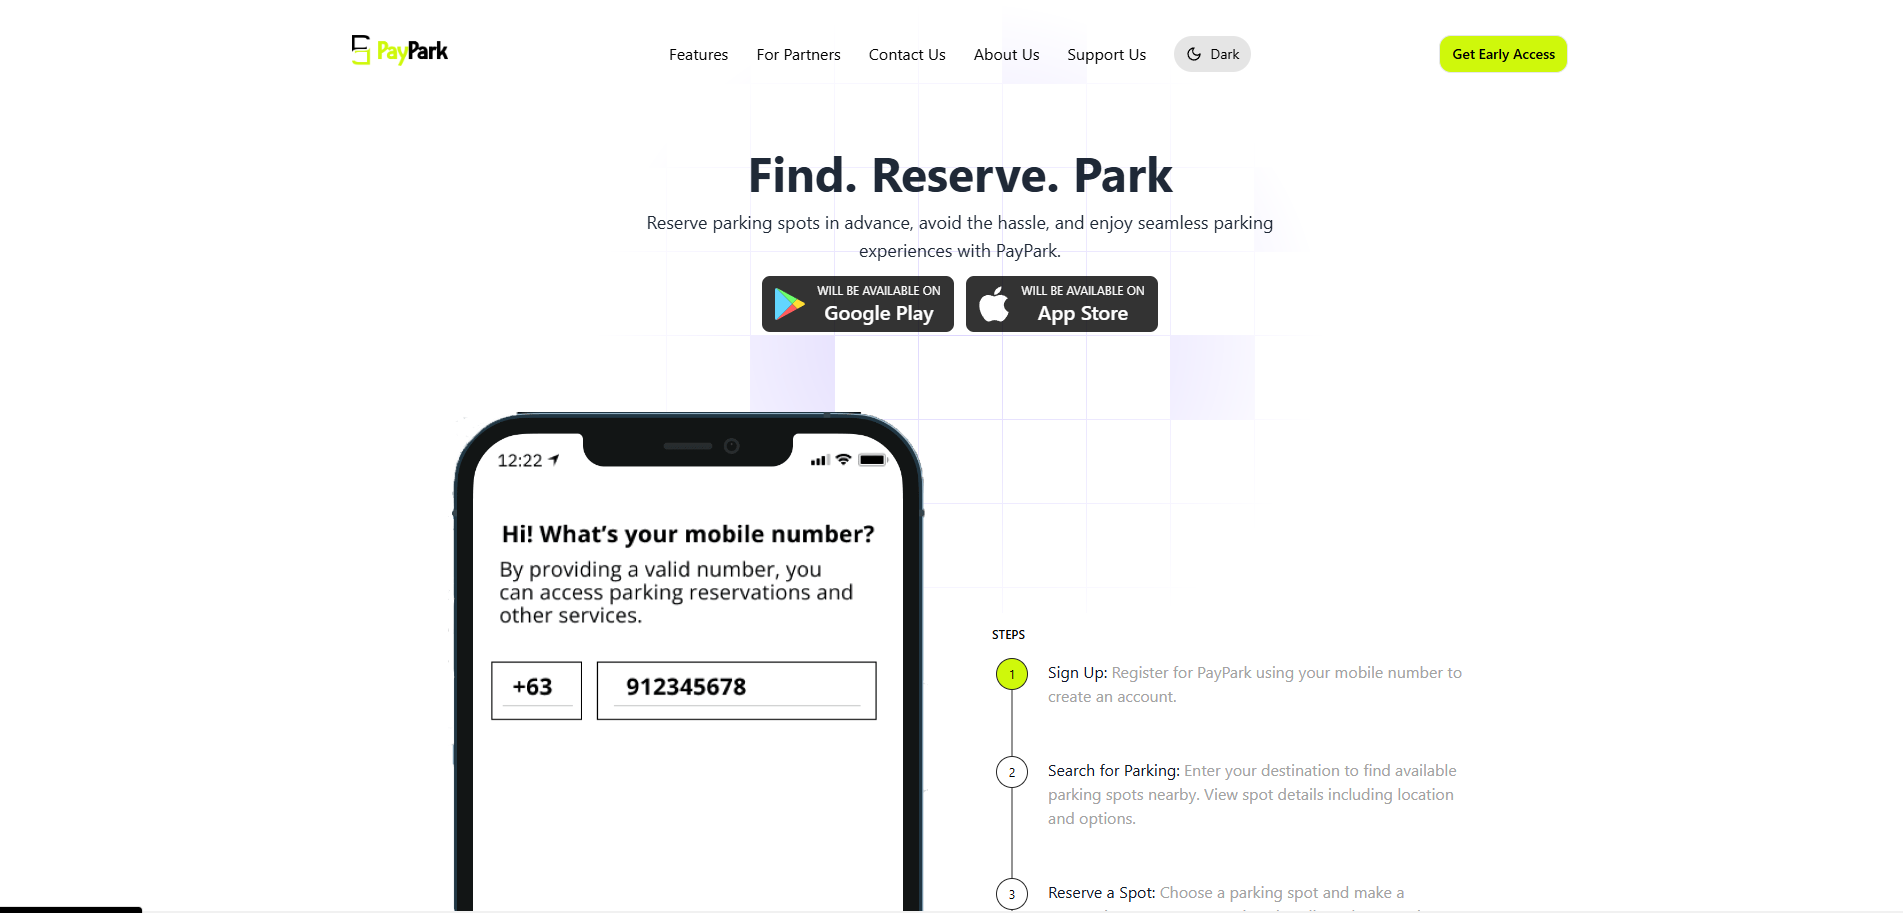 PayPark
Features
For Partners
Contact Us
About Us
Support Us
Dark
Get Early Access
Find. Reserve. Park
Reserve parking spots in advance, avoid the hassle, and enjoy seamless parking
experiences with PayPark.
WILL BE AVAILABLE ON
Google Play
WILL BE AVAILABLE ON
App Store
12:22
Hi! What’s your mobile number?
By providing a valid number, you
can access parking reservations and
other services.
+63
912345678
STEPS
1
Sign Up: Register for PayPark using your mobile number to
create an account.
2
Search for Parking: Enter your destination to find available
parking spots nearby. View spot details including location
and options.
3
Reserve a Spot: Choose a parking spot and make a